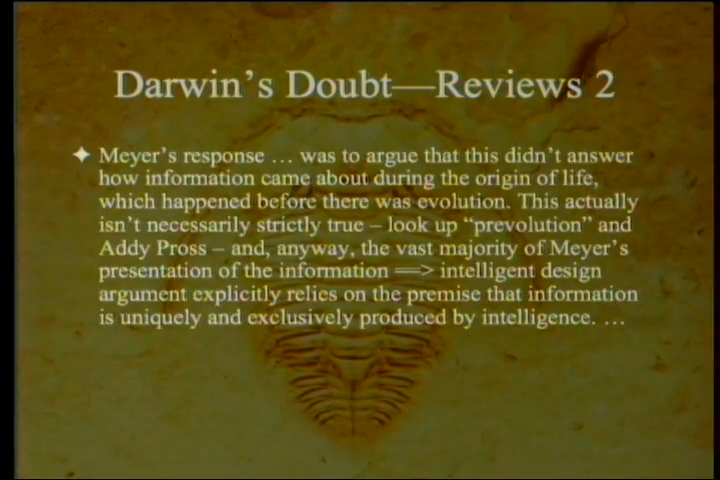 Darwin's Doubt—Reviews 2
✦ Meyer's response … was to argue that this didn't answer
how information came about during the origin of life,
which happened before there was evolution. This actually
isn't necessarily strictly true – look up “prevolution” and
Addy Pross – and, anyway, the vast majority of Meyer's
presentation of the information ==> intelligent design
argument explicitly relies on the premise that information
is uniquely and exclusively produced by intelligence. …